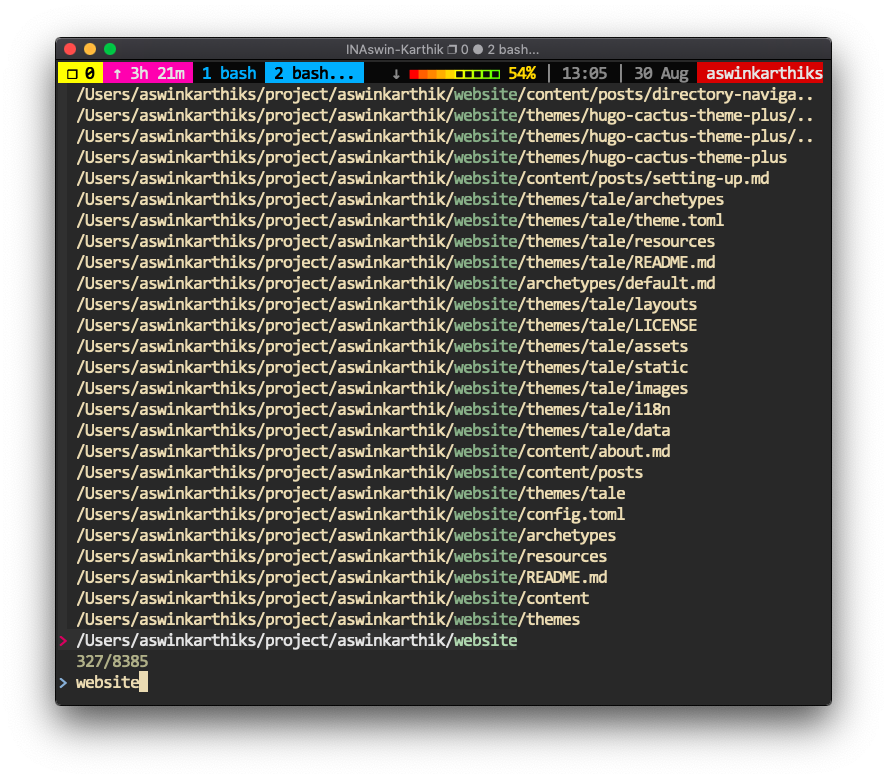 INAswin-Karthik ❐ 0 ● 2 bash...
❐ 0 ↑ 3h 21m 1 bash 2 bash... ↓ 54% | 13:05 | 30 Aug aswinkarthiks
/Users/aswinkarthiks/project/aswinkarthik/website/content/posts/directory-naviga..
/Users/aswinkarthiks/project/aswinkarthik/website/themes/hugo-cactus-theme-plus/..
/Users/aswinkarthiks/project/aswinkarthik/website/themes/hugo-cactus-theme-plus/..
/Users/aswinkarthiks/project/aswinkarthik/website/themes/hugo-cactus-theme-plus
/Users/aswinkarthiks/project/aswinkarthik/website/content/posts/setting-up.md
/Users/aswinkarthiks/project/aswinkarthik/website/themes/tale/archetypes
/Users/aswinkarthiks/project/aswinkarthik/website/themes/tale/theme.toml
/Users/aswinkarthiks/project/aswinkarthik/website/themes/tale/resources
/Users/aswinkarthiks/project/aswinkarthik/website/themes/tale/README.md
/Users/aswinkarthiks/project/aswinkarthik/website/archetypes/default.md
/Users/aswinkarthiks/project/aswinkarthik/website/themes/tale/layouts
/Users/aswinkarthiks/project/aswinkarthik/website/themes/tale/LICENSE
/Users/aswinkarthiks/project/aswinkarthik/website/themes/tale/assets
/Users/aswinkarthiks/project/aswinkarthik/website/themes/tale/static
/Users/aswinkarthiks/project/aswinkarthik/website/themes/tale/images
/Users/aswinkarthiks/project/aswinkarthik/website/themes/tale/i18n
/Users/aswinkarthiks/project/aswinkarthik/website/themes/tale/data
/Users/aswinkarthiks/project/aswinkarthik/website/content/about.md
/Users/aswinkarthiks/project/aswinkarthik/website/content/posts
/Users/aswinkarthiks/project/aswinkarthik/website/themes/tale
/Users/aswinkarthiks/project/aswinkarthik/website/config.toml
/Users/aswinkarthiks/project/aswinkarthik/website/archetypes
/Users/aswinkarthiks/project/aswinkarthik/website/resources
/Users/aswinkarthiks/project/aswinkarthik/website/README.md
/Users/aswinkarthiks/project/aswinkarthik/website/content
/Users/aswinkarthiks/project/aswinkarthik/website/themes
> /Users/aswinkarthiks/project/aswinkarthik/website
327/8385
> website